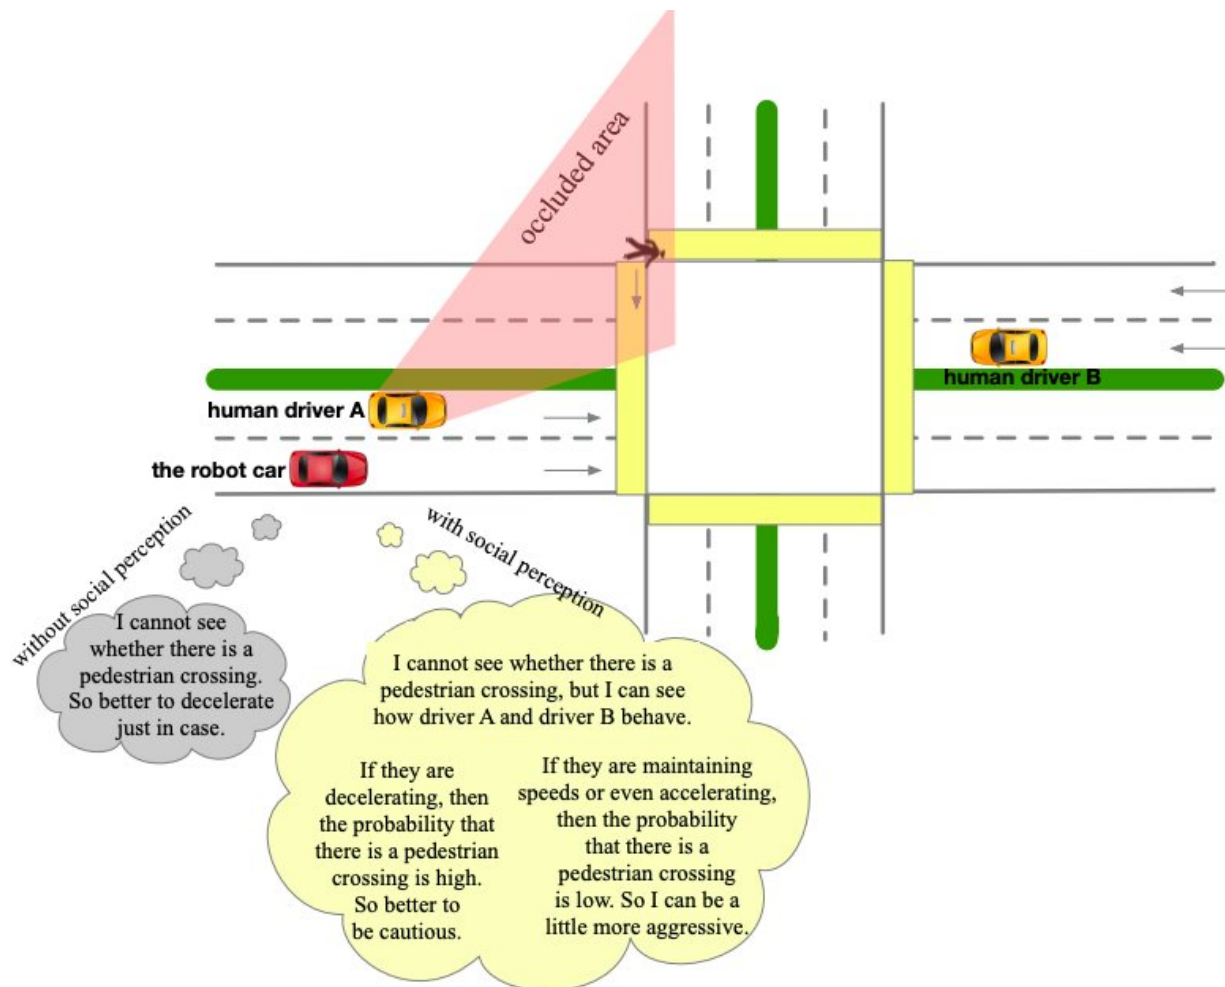 occluded area
human driver A
human driver B
the robot car
without social perception
with social perception
I cannot see
whether there is a
pedestrian crossing.
So better to decelerate
just in case.
I cannot see whether there is a
pedestrian crossing, but I can see
how driver A and driver B behave.
If they are
decelerating, then
the probability that
there is a pedestrian
crossing is high.
So better to
be cautious.
If they are maintaining
speeds or even accelerating,
then the probability
that there is a
pedestrian crossing
is low. So I can be a
little more aggressive.